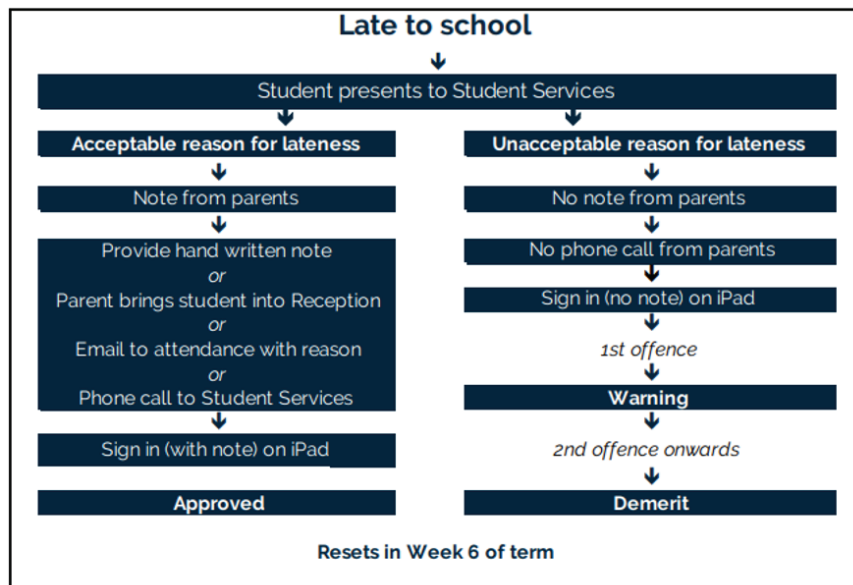 Late to school
Student presents to Student Services
Acceptable reason for lateness
Note from parents
Provide hand written note
or
Parent brings student into Reception
or
Email to attendance with reason
or
Phone call to Student Services
Sign in (with note) on iPad
Approved
Unacceptable reason for lateness
No note from parents
No phone call from parents
Sign in (no note) on iPad
1st offence
Warning
2nd offence onwards
Demerit
Resets in Week 6 of term